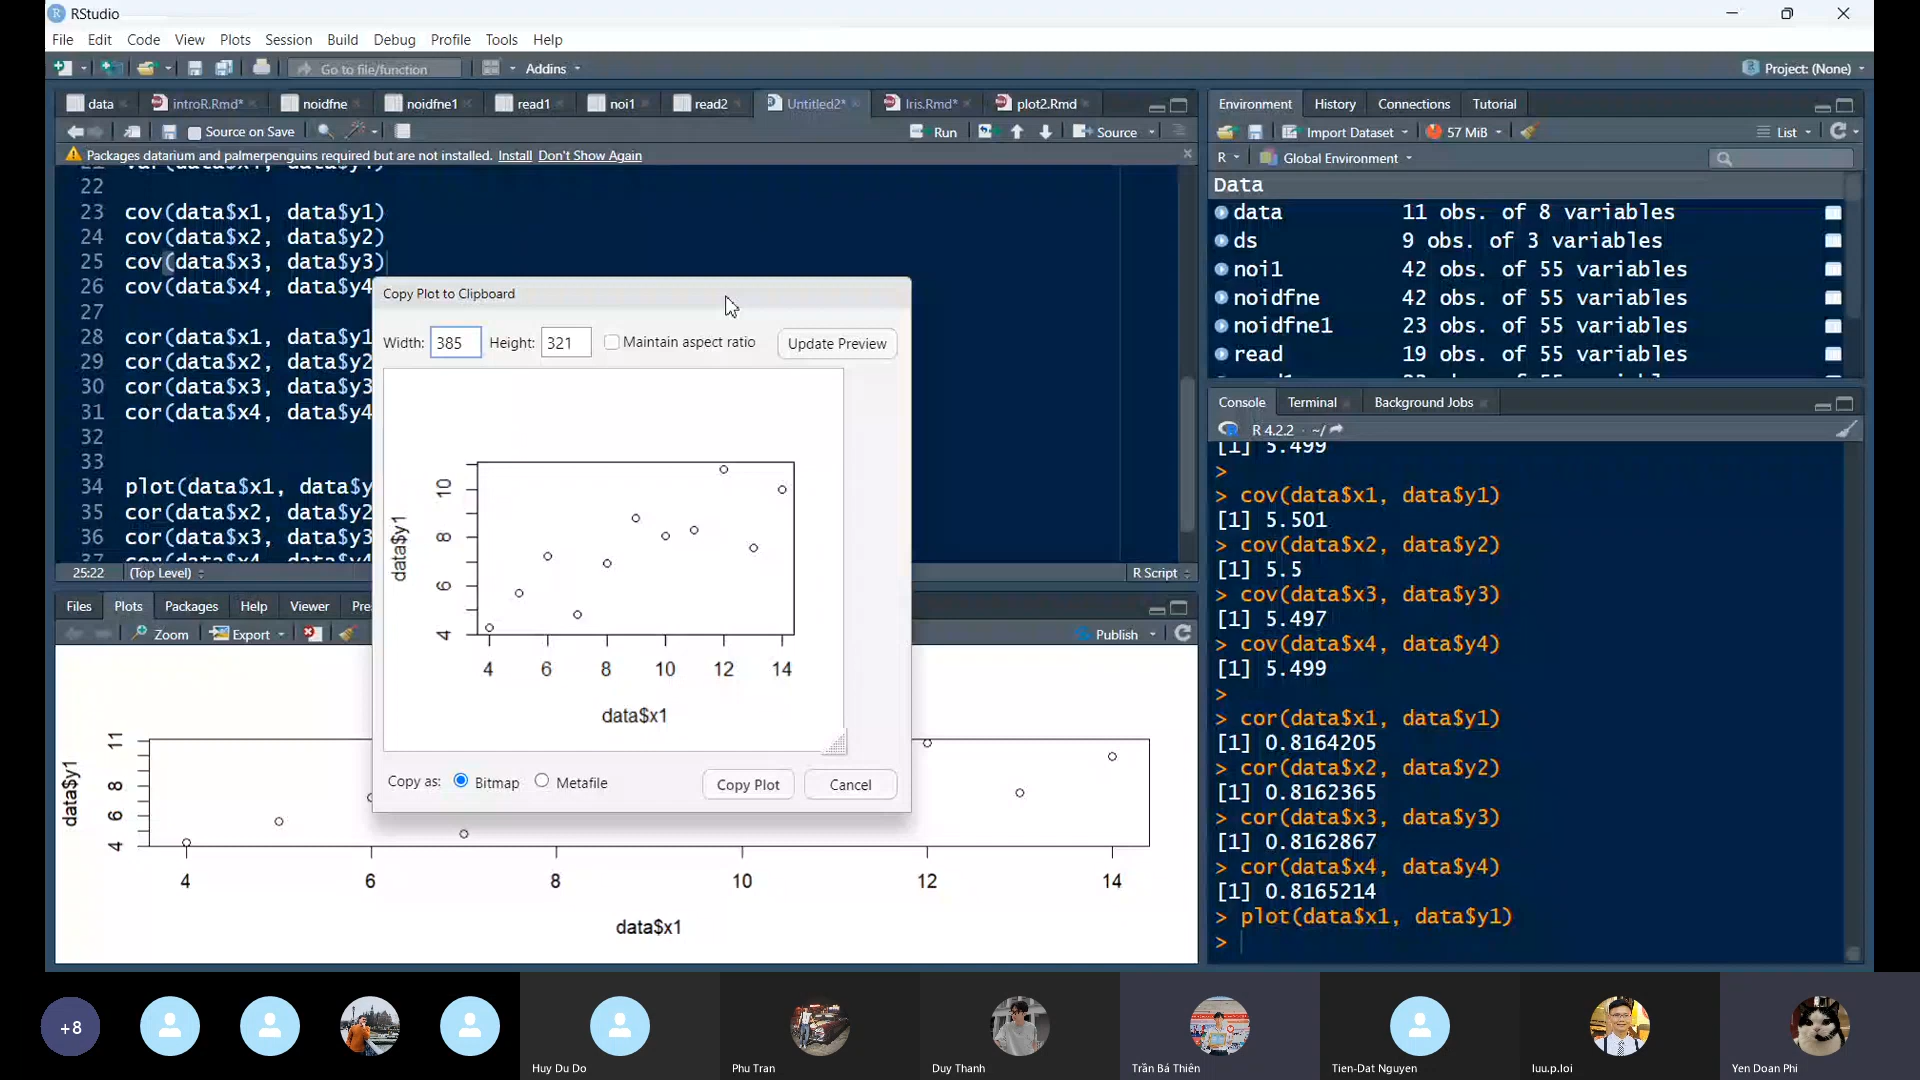 RStudio
File Edit Code View Plots Session Build Debug Profile Tools Help
Go to file/function Addins Project: (None)
data introR.Rmd* noidfne noidfne1 read1 noi1 read2 Untitled2* Iris.Rmd* plot2.Rmd
Source on Save Run Source
Packages datarium and palmerpenguins required but are not installed. Install Don't Show Again
22
23 cov(data$x1, data$y1)
24 cov(data$x2, data$y2)
25 cov(data$x3, data$y3)
26 cov(data$x4, data$y4
27
28 cor(data$x1, data$y1
29 cor(data$x2, data$y2
30 cor(data$x3, data$y3
31 cor(data$x4, data$y4
32
33
34 plot(data$x1, data$y
35 cor(data$x2, data$y2
36 cor(data$x3, data$y3
37 cor(data$x4, data$y4
25:22 (Top Level) R Script
Copy Plot to Clipboard
Width: 385 Height: 321 Maintain aspect ratio Update Preview
data$y1
4 6 8 10
4 6 8 10 12 14
data$x1
Copy as: Bitmap Metafile Copy Plot Cancel
Files Plots Packages Help Viewer Pre
Zoom Export Publish
data$y1
4 6 8 11
4 6 8 10 12 14
data$x1
Environment History Connections Tutorial
Import Dataset 57 MiB List
R Global Environment
Data
data 11 obs. of 8 variables
ds 9 obs. of 3 variables
noi1 42 obs. of 55 variables
noidfne 42 obs. of 55 variables
noidfne1 23 obs. of 55 variables
read 19 obs. of 55 variables
Console Terminal Background Jobs
R 4.2.2 · ~/
[1] 5.499
>
> cov(data$x1, data$y1)
[1] 5.501
> cov(data$x2, data$y2)
[1] 5.5
> cov(data$x3, data$y3)
[1] 5.497
> cov(data$x4, data$y4)
[1] 5.499
>
> cor(data$x1, data$y1)
[1] 0.8164205
> cor(data$x2, data$y2)
[1] 0.8162365
> cor(data$x3, data$y3)
[1] 0.8162867
> cor(data$x4, data$y4)
[1] 0.8165214
> plot(data$x1, data$y1)
>
+8
Huy Du Do
Phu Tran
Duy Thanh
Trần Bá Thiên
Tien-Dat Nguyen
luu.p.loi
Yen Doan Phi